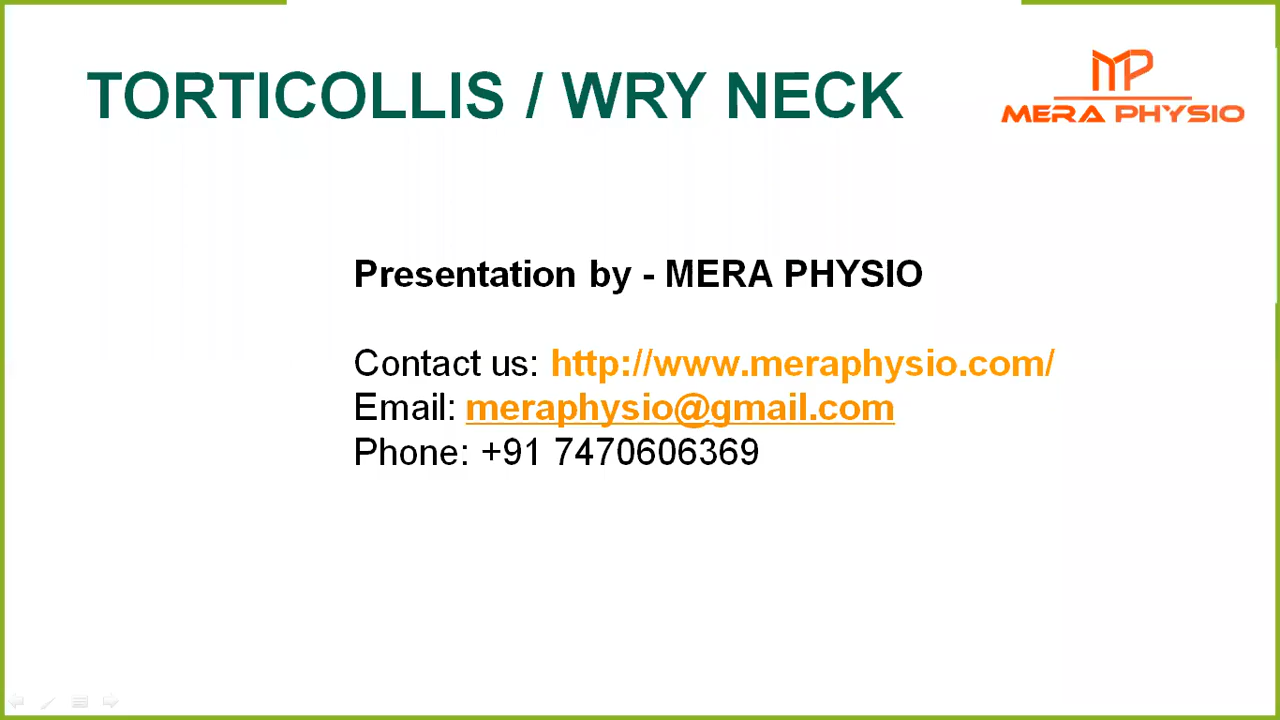 TORTICOLLIS / WRY NECK
MP
MERA PHYSIO
Presentation by - MERA PHYSIO
Contact us: http://www.meraphysio.com/
Email: meraphysio@gmail.com
Phone: +91 7470606369